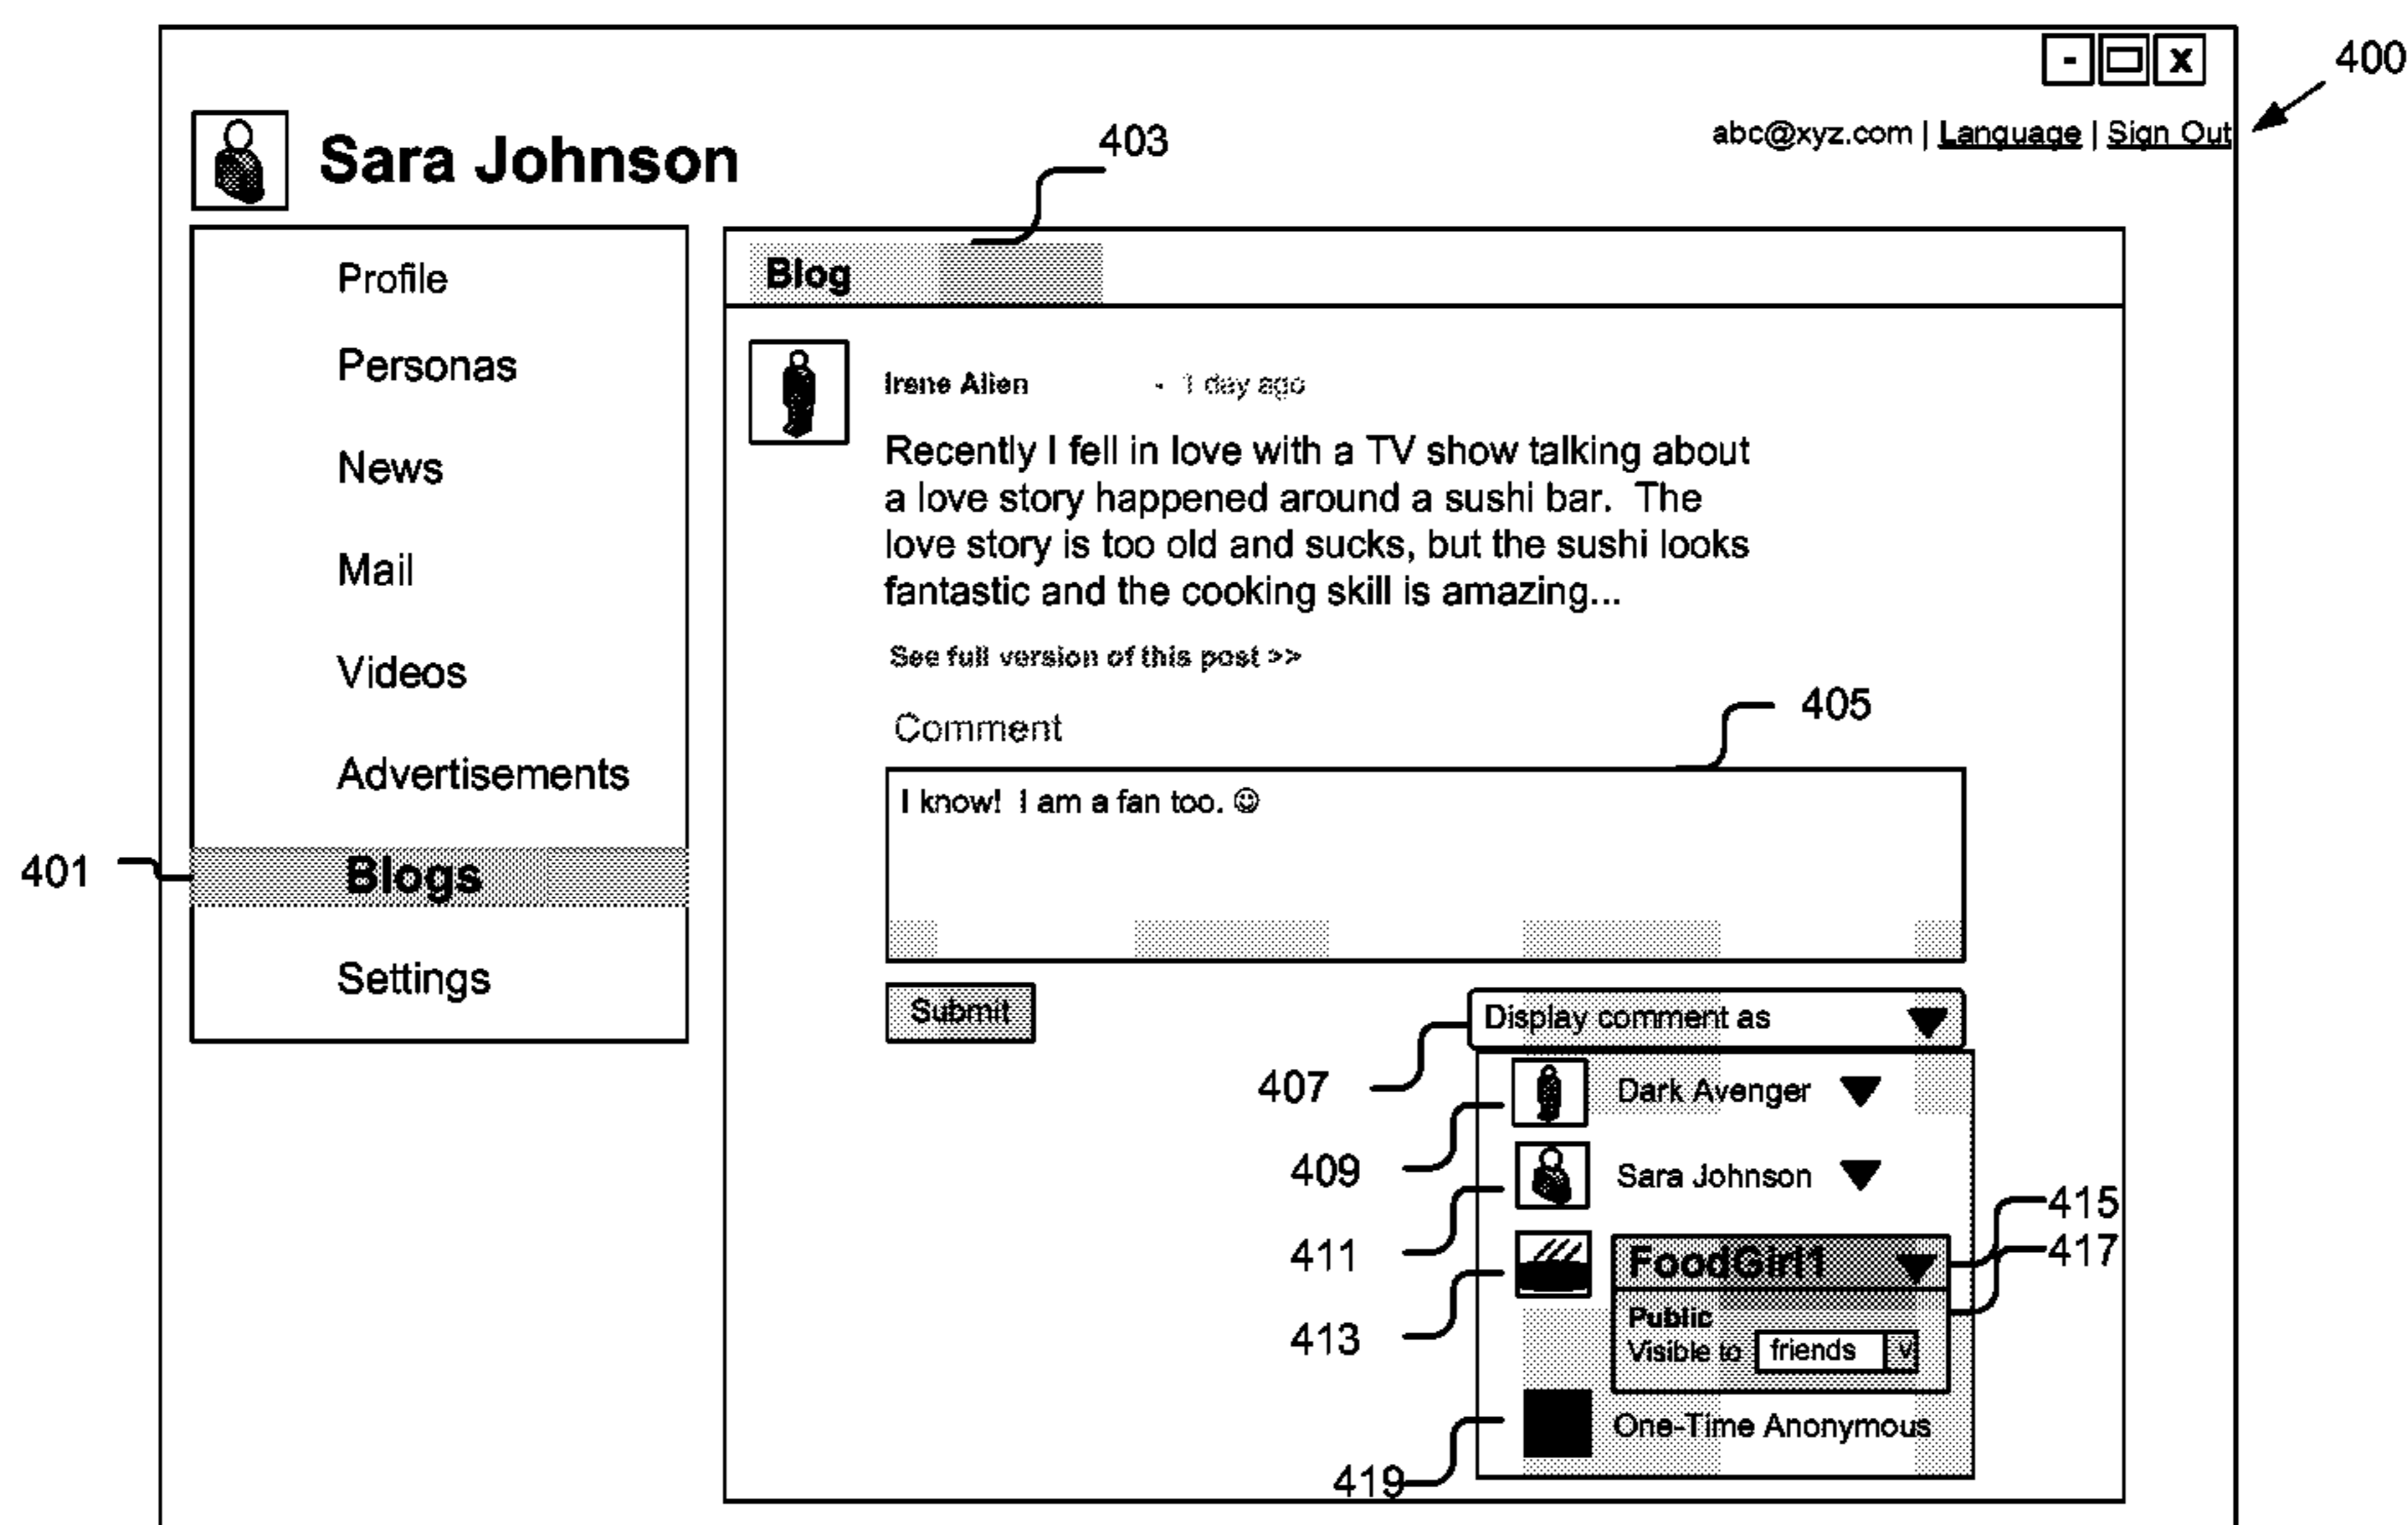 - X
400
abc@xyz.com | Language | Sign Out
Sara Johnson
403
Profile
Personas
News
Mail
Videos
Advertisements
401
Blogs
Settings
Blog
Irene Allen - 1 day ago
Recently I fell in love with a TV show talking about
a love story happened around a sushi bar. The
love story is too old and sucks, but the sushi looks
fantastic and the cooking skill is amazing...
See full version of this post >>
Comment
405
I know! I am a fan too. ☺
Submit
Display comment as
407
Dark Avenger
409
Sara Johnson
411
415
FoodGirl1
417
413
Public
Visible to friends v
One-Time Anonymous
419